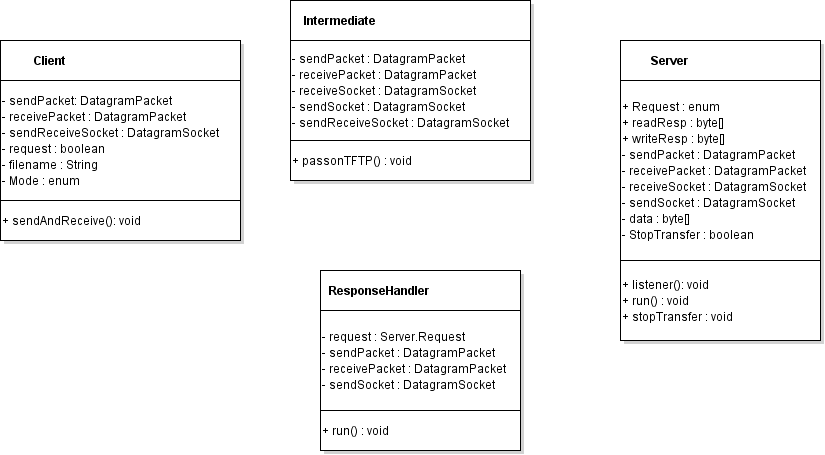 Client
- sendPacket: DatagramPacket
- receivePacket : DatagramPacket
- sendReceiveSocket : DatagramSocket
- request : boolean
- filename : String
- Mode : enum
+ sendAndReceive(): void
Intermediate
- sendPacket : DatagramPacket
- receivePacket : DatagramPacket
- receiveSocket : DatagramSocket
- sendSocket : DatagramSocket
- sendReceiveSocket : DatagramSocket
+ passonTFTP() : void
Server
+ Request : enum
+ readResp : byte[]
+ writeResp : byte[]
- sendPacket : DatagramPacket
- receivePacket : DatagramPacket
- receiveSocket : DatagramSocket
- sendSocket : DatagramSocket
- data : byte[]
- StopTransfer : boolean
+ listener(): void
+ run() : void
+ stopTransfer : void
ResponseHandler
- request : Server.Request
- sendPacket : DatagramPacket
- receivePacket : DatagramPacket
- sendSocket : DatagramSocket
+ run() : void